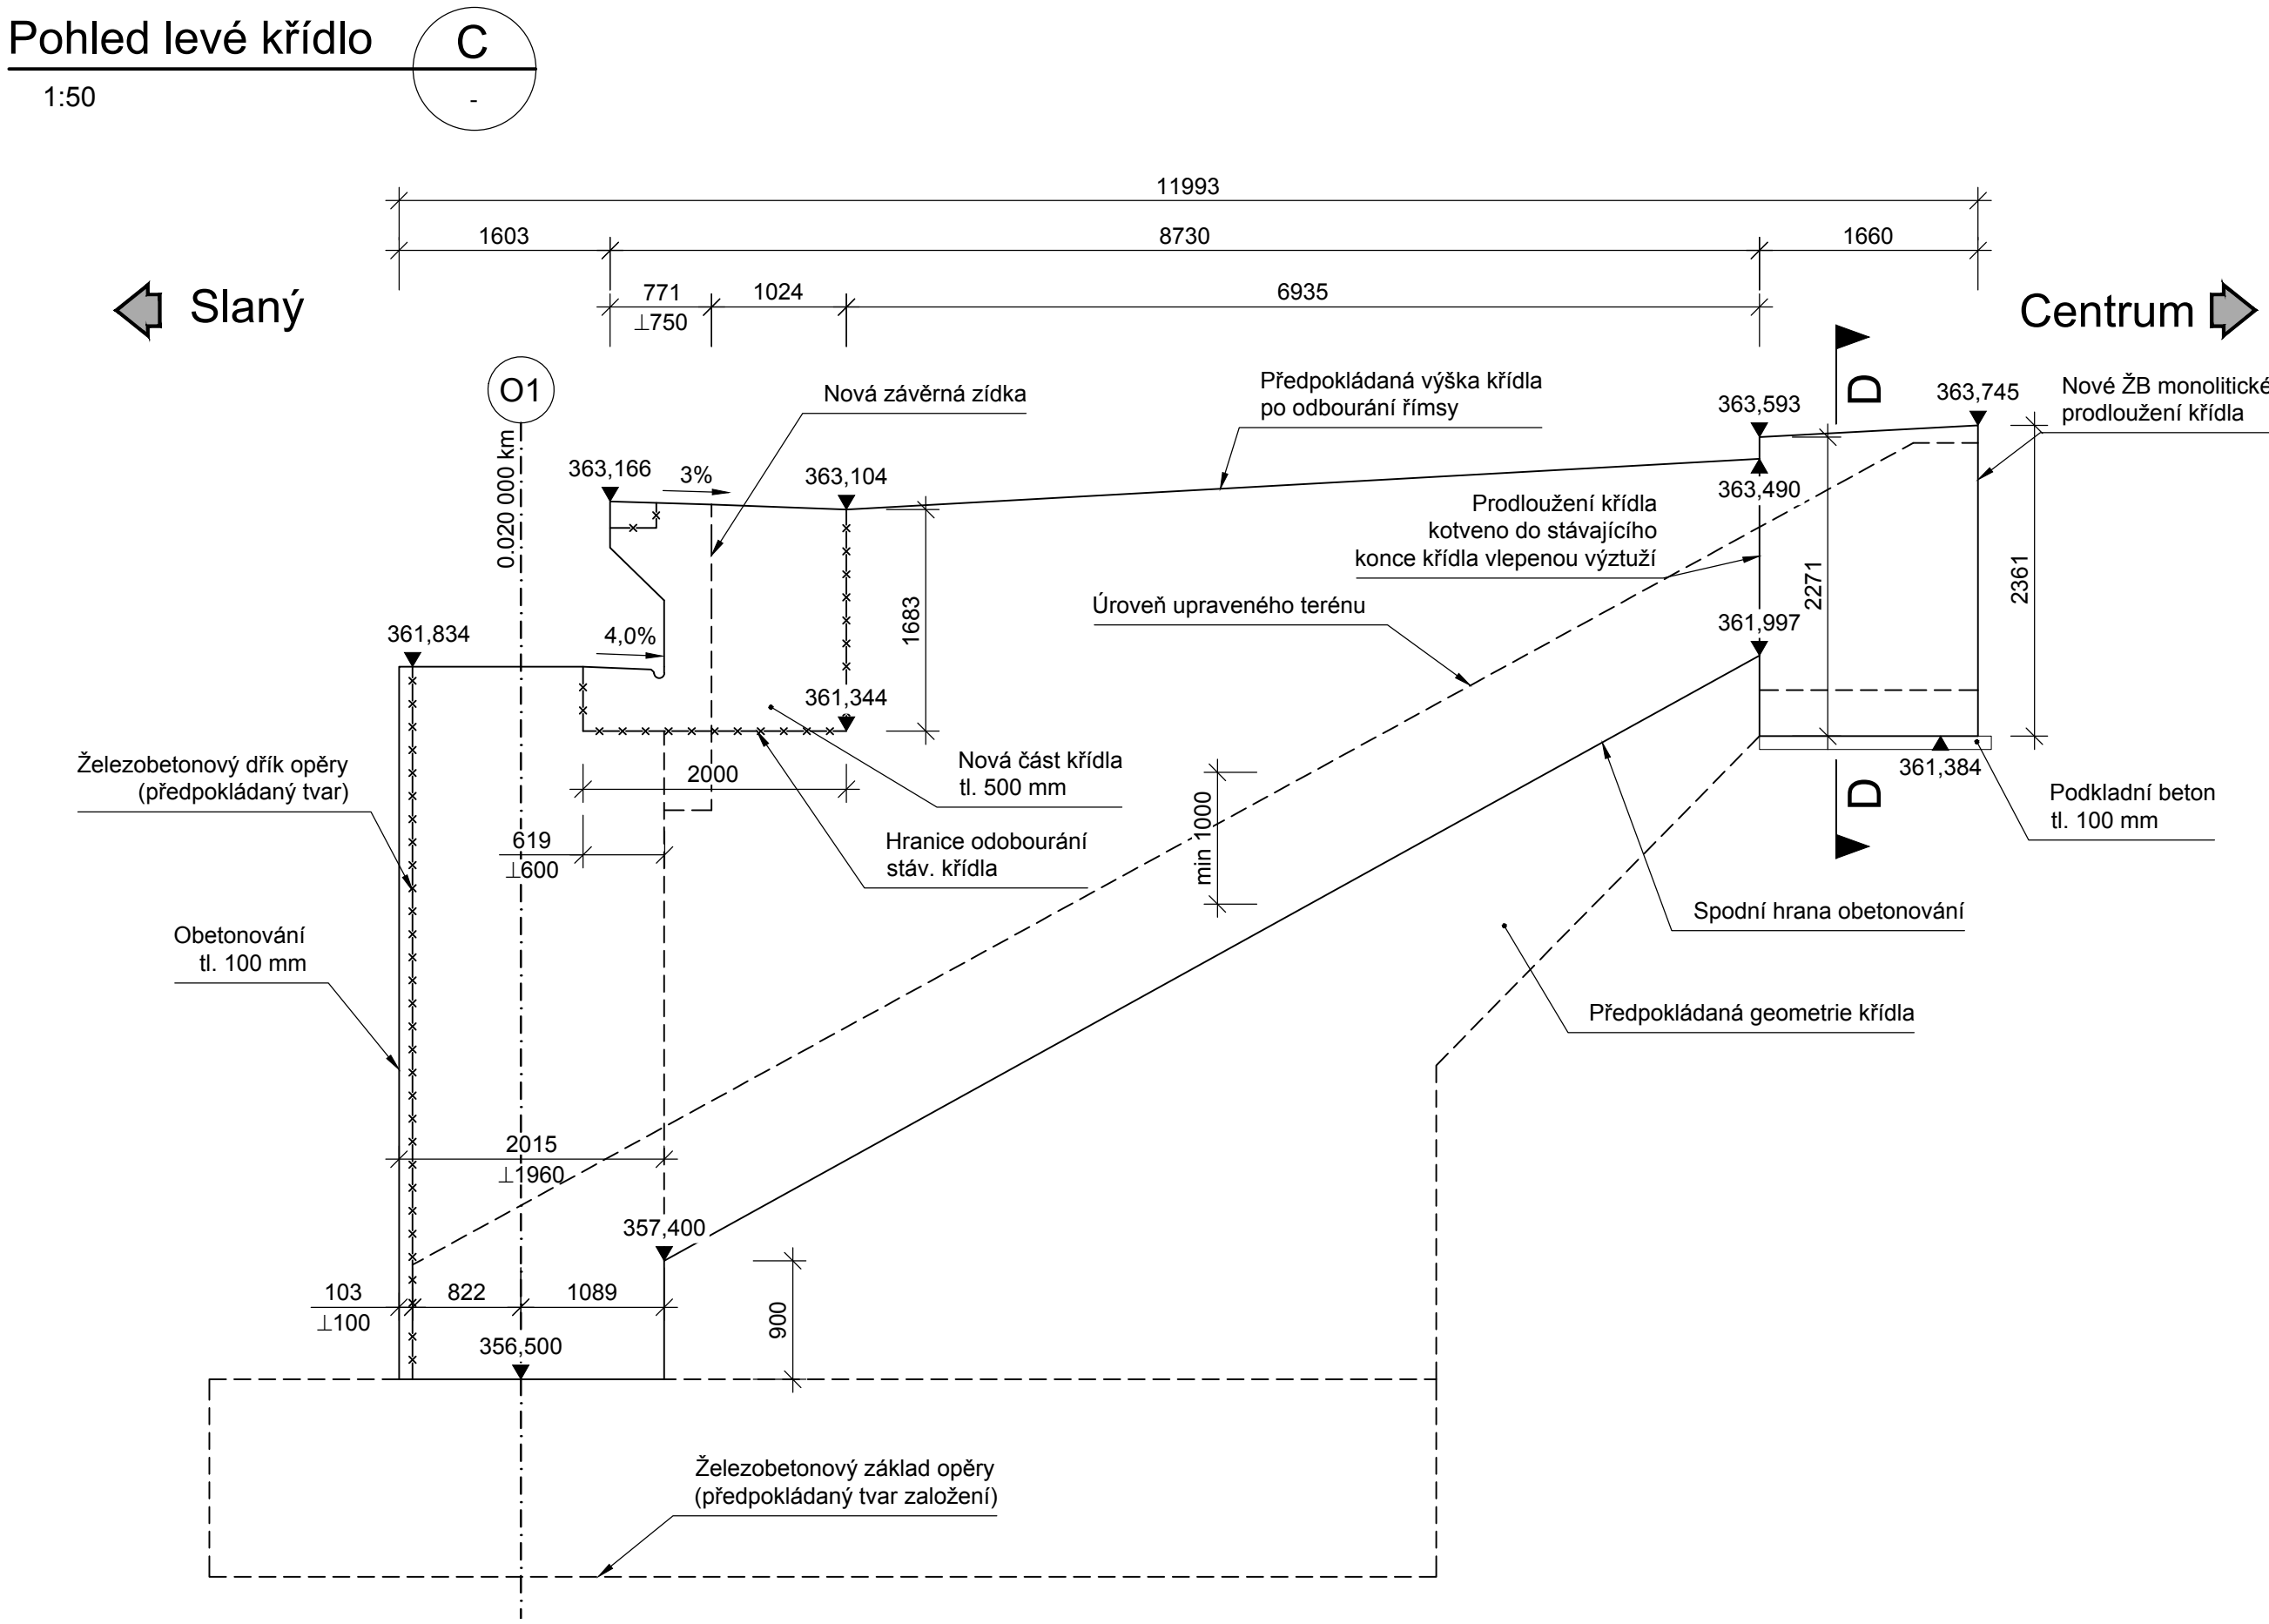 Pohled levé křídlo
C
1:50
-
11993
1603
8730
1660
771
1024
6935
⊥750
Slaný
Centrum
O1
0.020 000 km
Nová závěrná zídka
Předpokládaná výška křídla
po odbourání římsy
D
363,593
363,745
Nové ŽB monolitické
prodloužení křídla
363,166
3%
363,104
363,490
Prodloužení křídla
kotveno do stávajícího
konce křídla vlepenou výztuží
2271
2361
1683
Úroveň upraveného terénu
361,997
361,834
4,0%
361,344
Železobetonový dřík opěry
(předpokládaný tvar)
2000
Nová část křídla
tl. 500 mm
361,384
D
Podkladní beton
tl. 100 mm
min 1000
619
⊥600
Hranice odobourání
stáv. křídla
Spodní hrana obetonování
Obetonování
tl. 100 mm
Předpokládaná geometrie křídla
2015
⊥1960
357,400
103
822
1089
⊥100
900
356,500
Železobetonový základ opěry
(předpokládaný tvar založení)